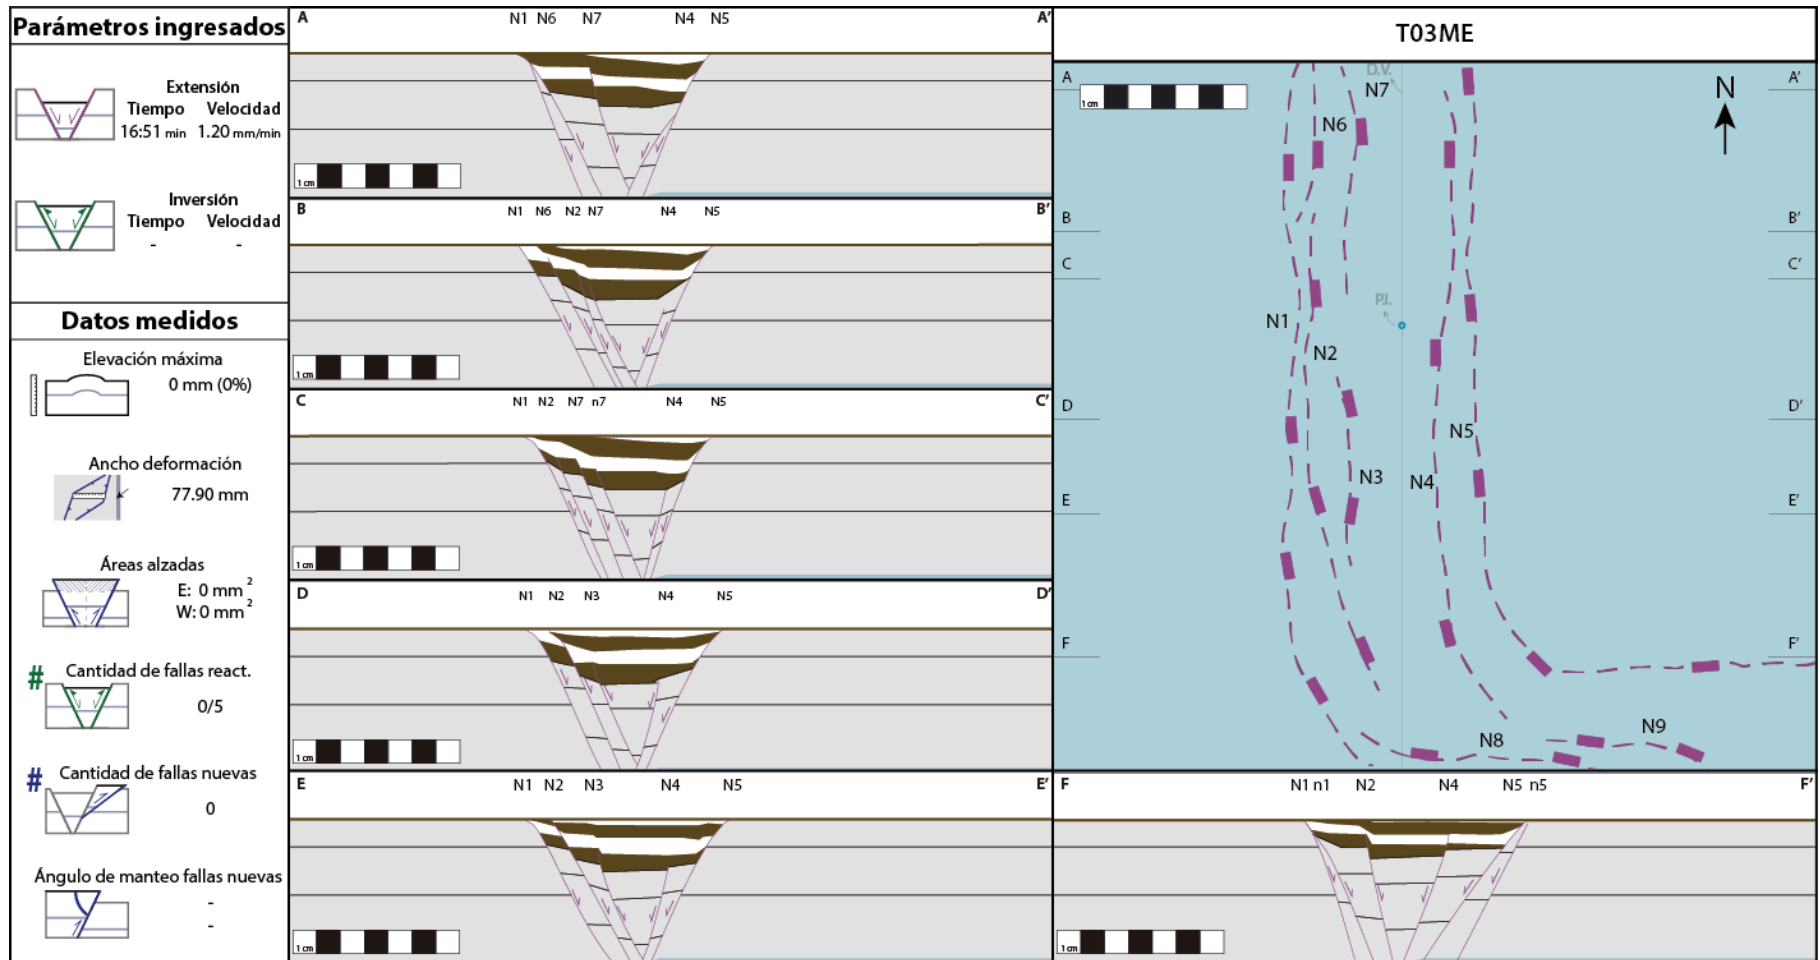 Parámetros ingresados
Extensión
Tiempo Velocidad
16:51 min 1.20 mm/min
Inversión
Tiempo Velocidad
- -
Datos medidos
Elevación máxima
0 mm (0%)
Ancho deformación
77.90 mm
Áreas alzadas
E: 0 mm 2
W: 0 mm 2
# Cantidad de fallas react.
0/5
# Cantidad de fallas nuevas
0
Ángulo de manteo fallas nuevas
-
-
A N1 N6 N7 N4 N5 A'
1 cm
B N1 N6 N2 N7 N4 N5 B'
1 cm
C N1 N2 N7 n7 N4 N5 C'
1 cm
D N1 N2 N3 N4 N5 D'
1 cm
E N1 N2 N3 N4 N5 E'
1 cm
T03ME
D.V.
A A'
N7
1 cm
N
N6
B B'
C C'
P.I.
N1
N2
D D'
N5
N3 N4
E E'
F F'
N9
N8
F N1 n1 N2 N4 N5 n5 F'
1 cm